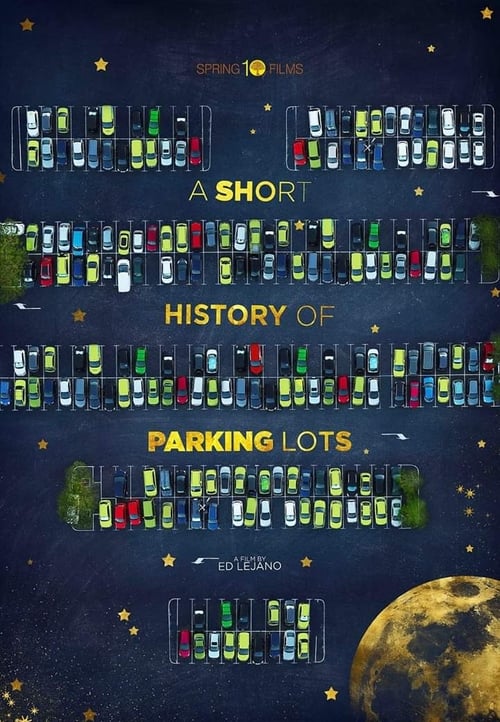 SPRING 10 FILMS
A SHORT
HISTORY OF
PARKING LOTS
A FILM BY
ED LEJANO